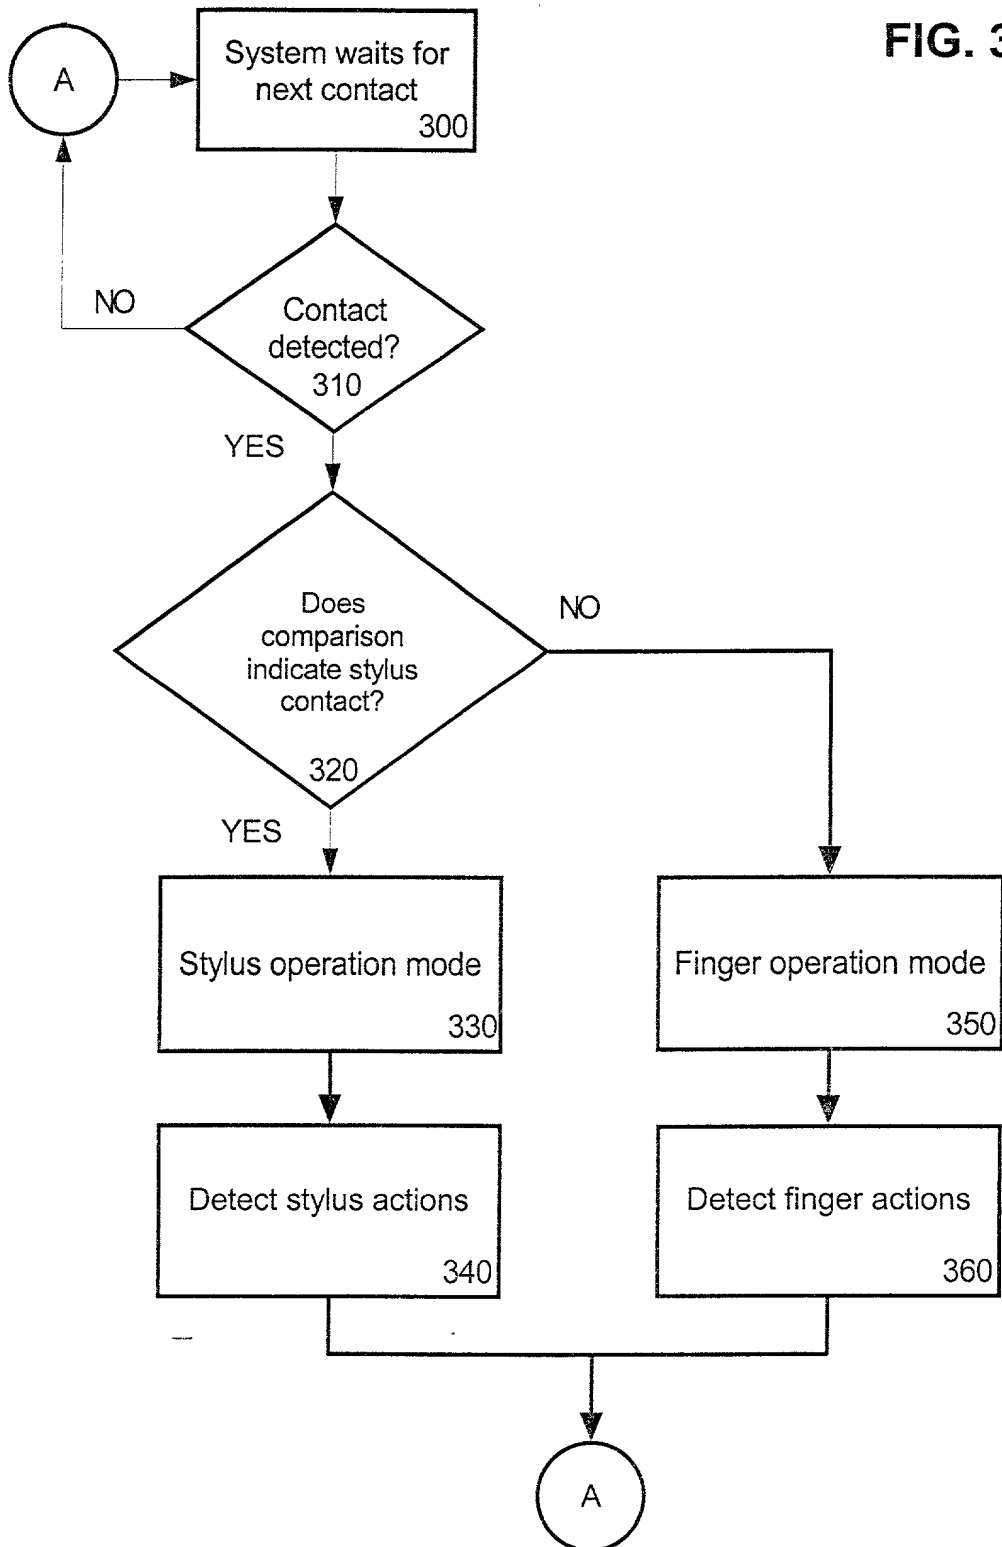 FIG. 3
A
System waits for
next contact
300
NO
Contact
detected?
310
YES
Does
comparison
indicate stylus
contact?
320
NO
YES
Stylus operation mode
330
Finger operation mode
350
Detect stylus actions
340
Detect finger actions
360
A